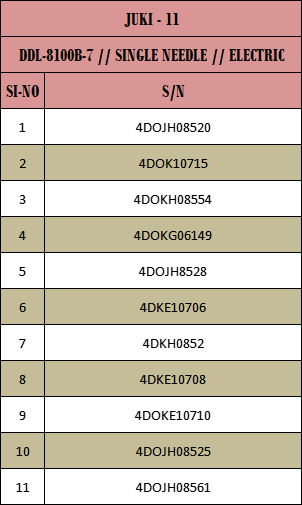 JUKI - 11
DDL-8100B-7 // SINGLE NEEDLE // ELECTRIC
SI-NO S/N
1 4DOJH08520
2 4DOK10715
3 4DOKH08554
4 4DOKG06149
5 4DOJH8528
6 4DKE10706
7 4DKH0852
8 4DKE10708
9 4DOKE10710
10 4DOJH08525
11 4DOJH08561